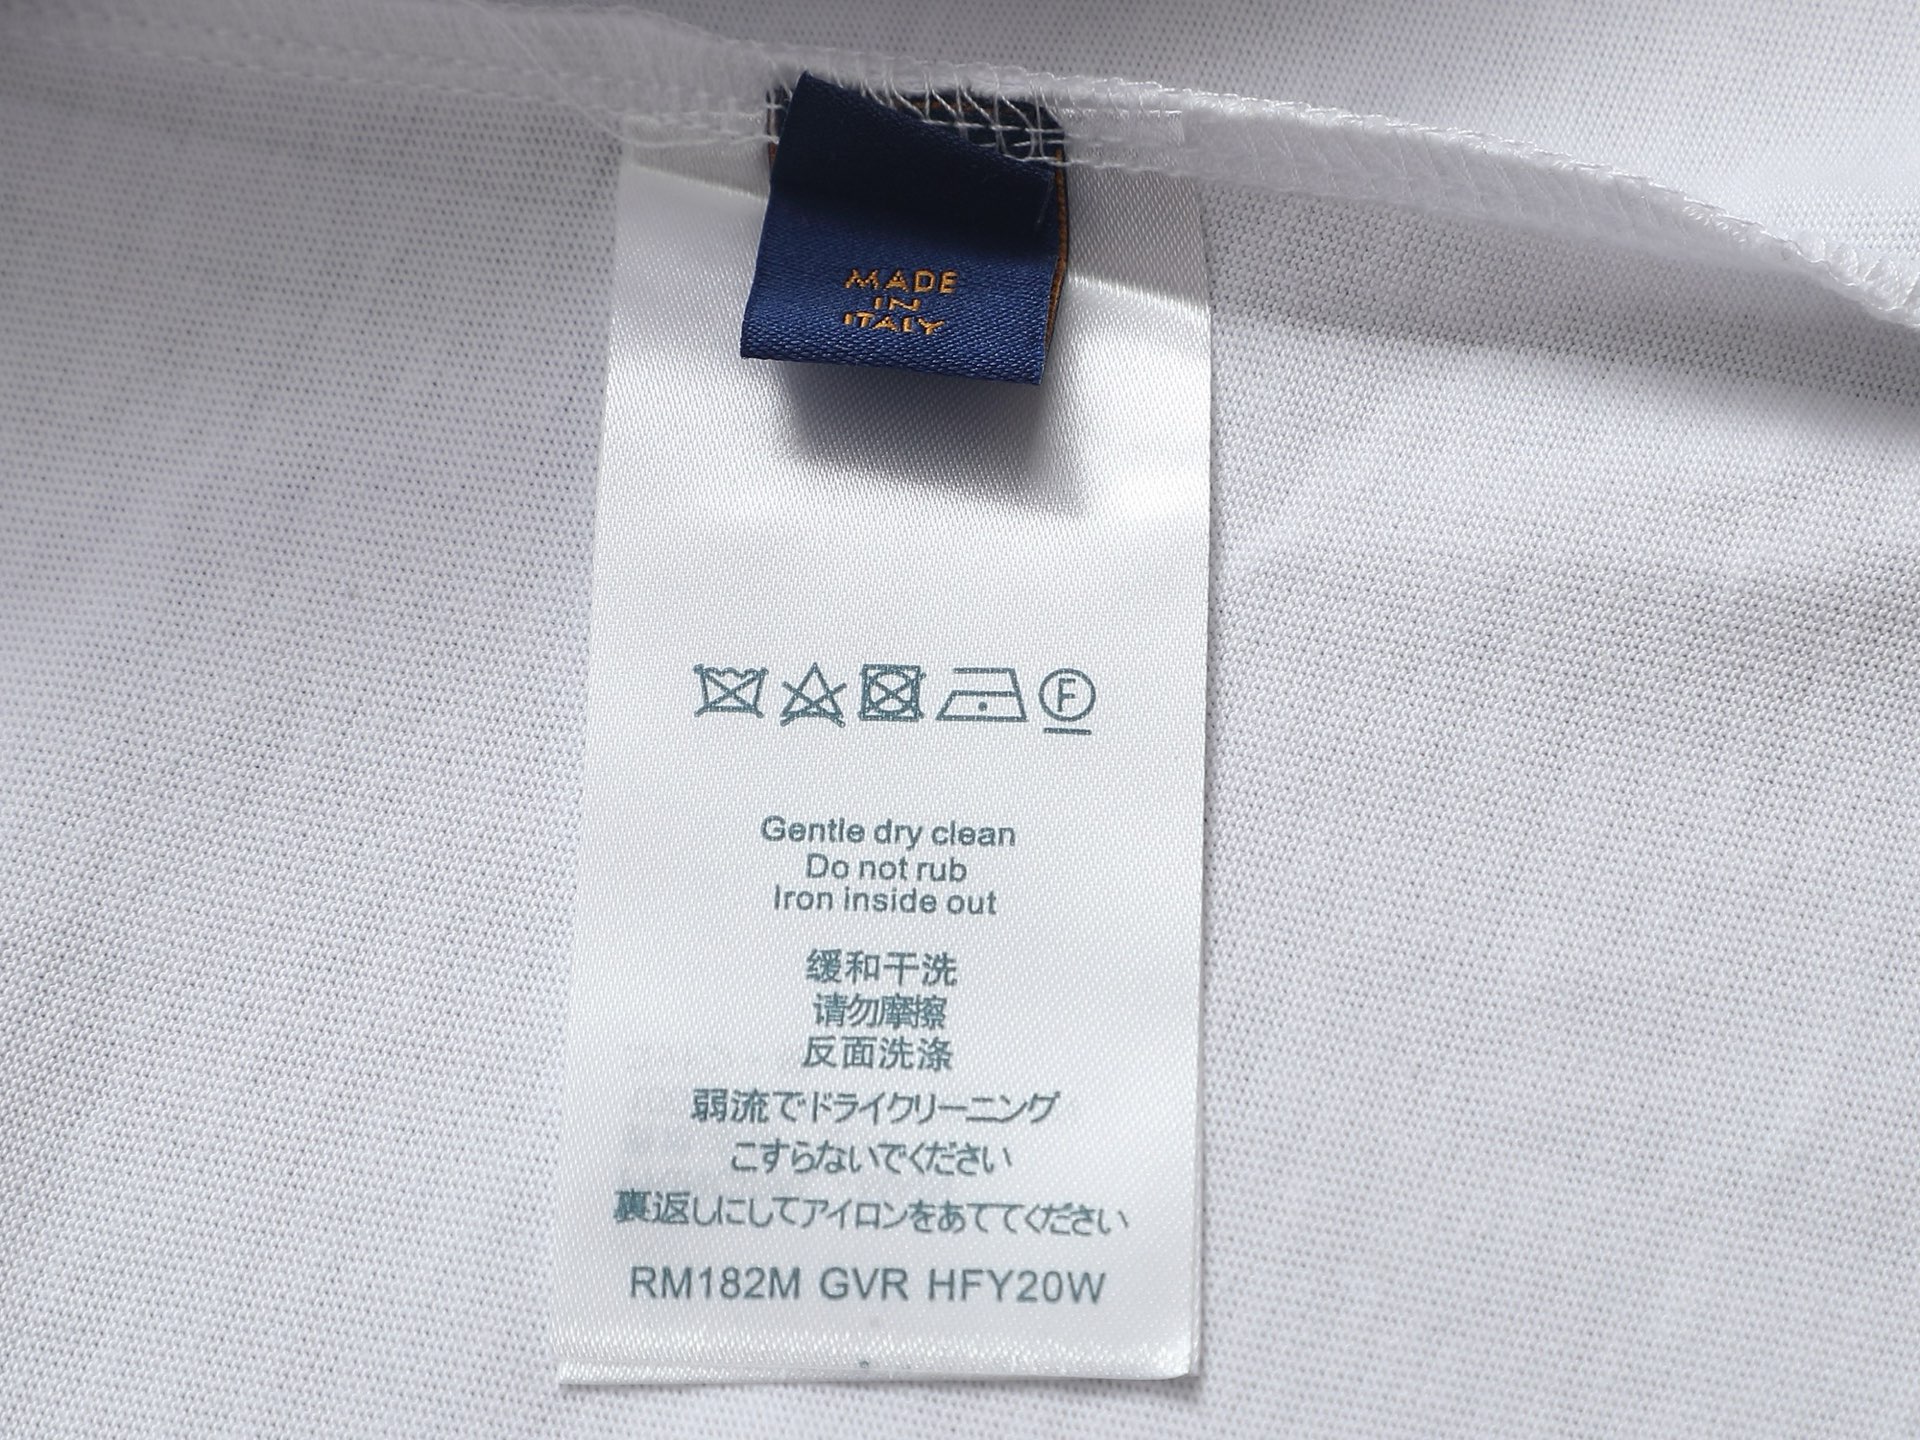 MADE
IN
ITALY
F
Gentle dry clean
Do not rub
Iron inside out
缓和干洗
请勿摩擦
反面洗涤
弱流でドライクリーニング
こすらないでください
裏返しにしてアイロンをあててください
RM182M GVR HFY20W